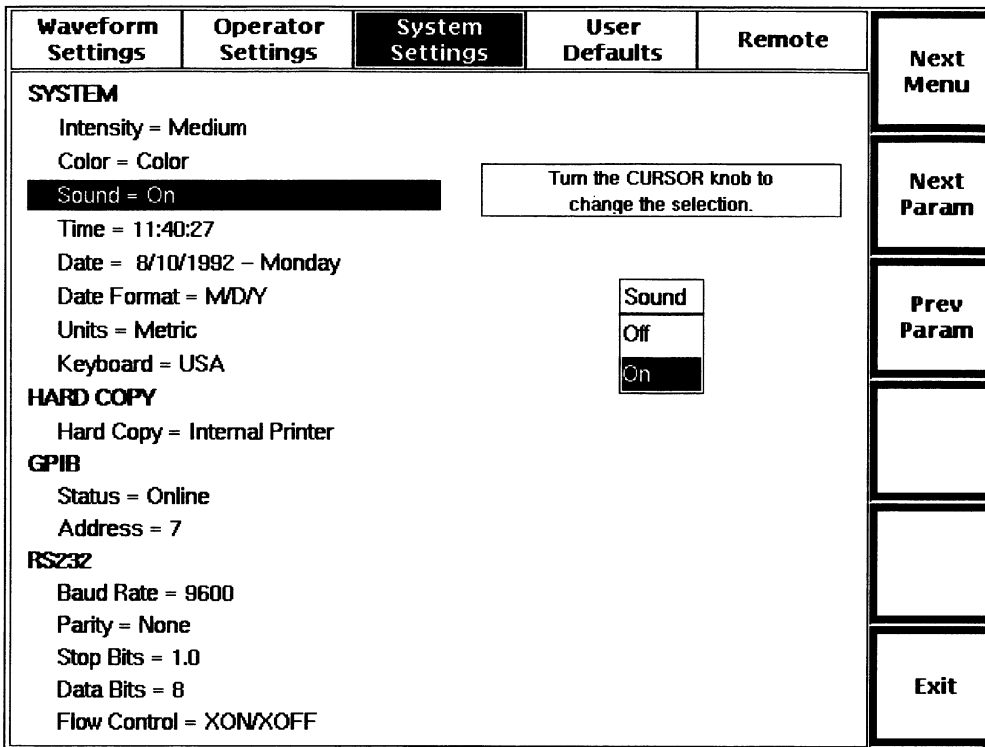 Waveform Settings
Operator Settings
System Settings
User Defaults
Remote
SYSTEM
Intensity = Medium
Color = Color
Sound = On
Time = 11:40:27
Date = 8/10/1992 – Monday
Date Format = M/D/Y
Units = Metric
Keyboard = USA
HARD COPY
Hard Copy = Internal Printer
GPIB
Status = Online
Address = 7
RS232
Baud Rate = 9600
Parity = None
Stop Bits = 1.0
Data Bits = 8
Flow Control = XON/XOFF
Turn the CURSOR knob to
change the selection.
Sound
Off
On
Next
Menu
Next
Param
Prev
Param
Exit